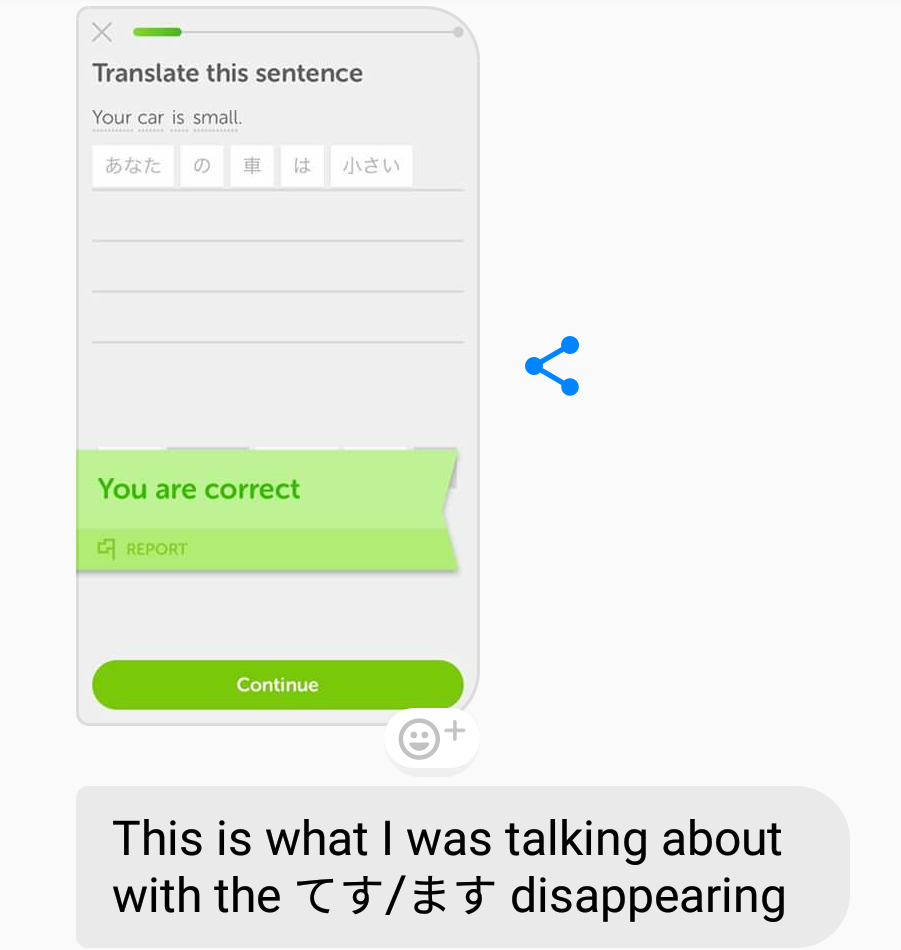 Translate this sentence
Your car is small.
あなた の 車 は 小さい
You are correct
REPORT
Continue
This is what I was talking about
with the てす/ます disappearing